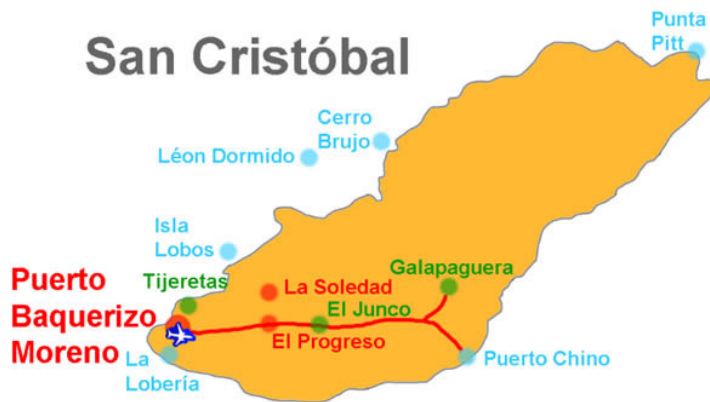 San Cristóbal
Punta
Pitt
Cerro
Brujo
Léon Dormido
Isla
Lobos
Galapaguera
Tijeretas
La Soledad
Puerto
Baquerizo
Moreno
El Junco
El Progreso
La
Lobería
Puerto Chino